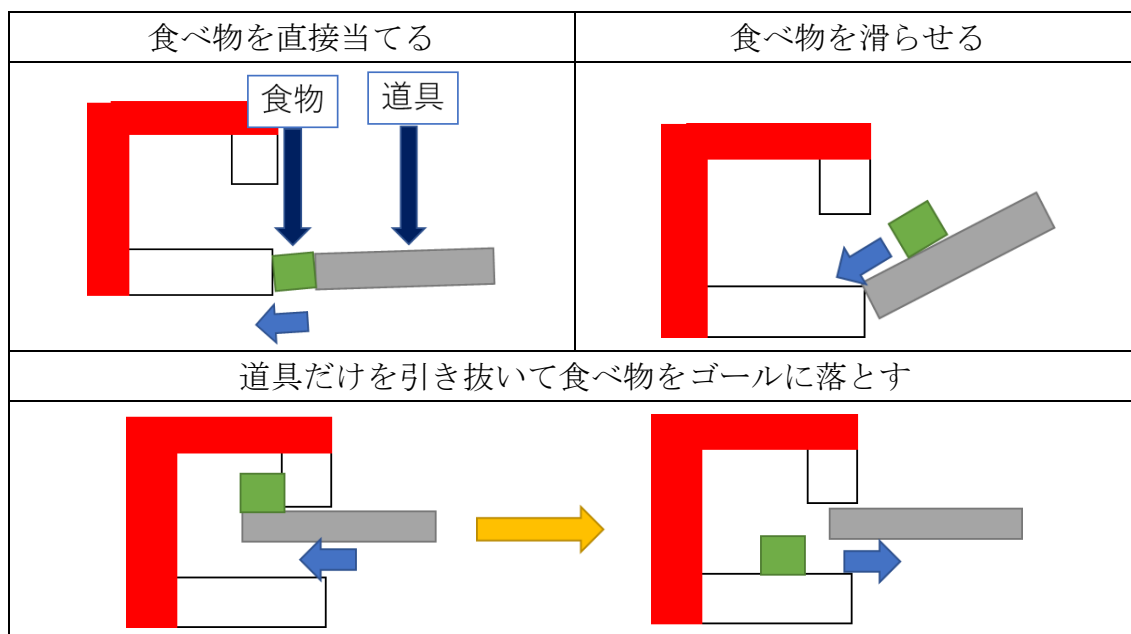 食べ物を直接当てる
食べ物を滑らせる
食物
道具
道具だけを引き抜いて食べ物をゴールに落とす